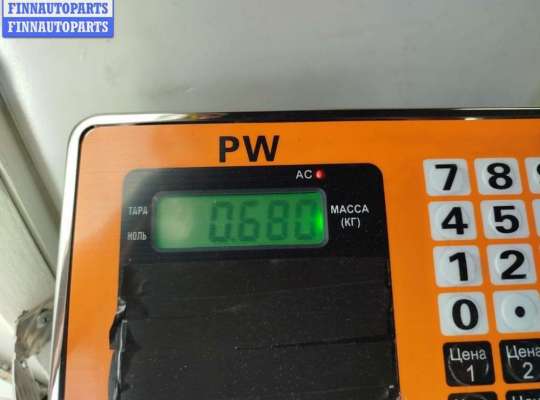 FINNAUTOPARTS
FINNAUTOPARTS
PW
AC
ТАРА
НОЛЬ
0.680
МАССА
(КГ)
7 8 9
4 5
1 2
0 •
Цена
1
Цена
2